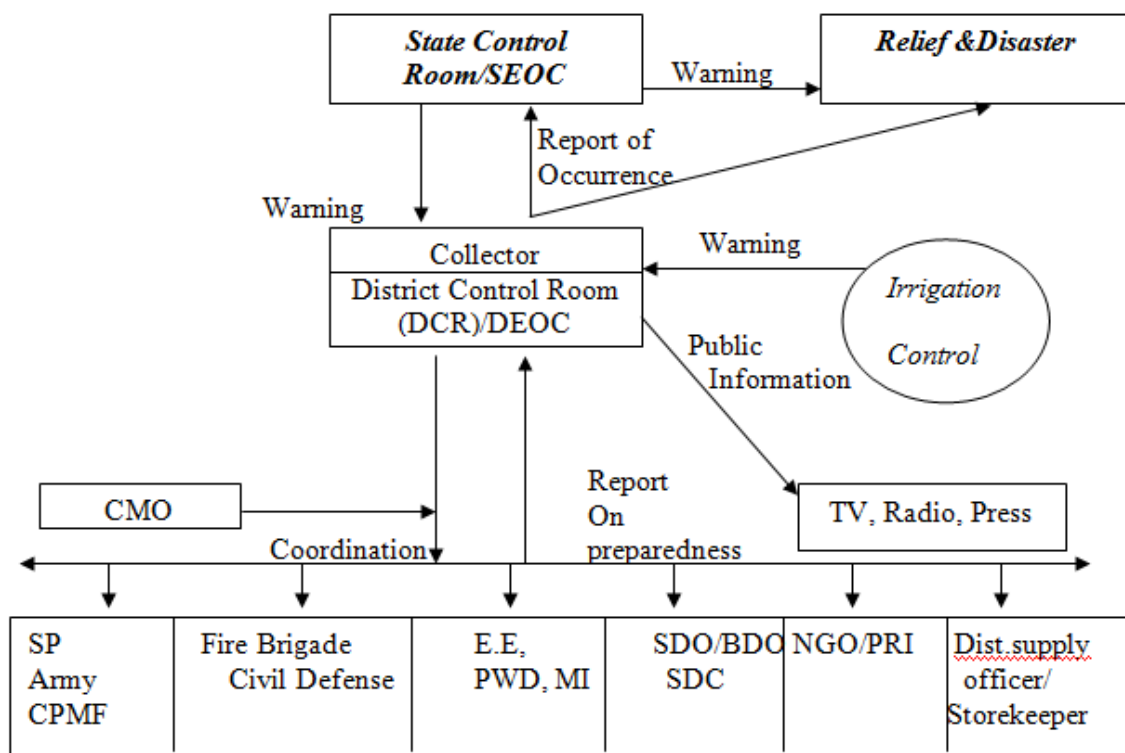 State Control
Room/SEOC
Relief &Disaster
Warning
Report of
Occurrence
Warning
Collector
District Control Room
(DCR)/DEOC
Warning
Irrigation
Control
Public
Information
CMO
Coordination
Report
On
preparedness
TV, Radio, Press
SP
Army
CPMF
Fire Brigade
Civil Defense
E.E,
PWD, MI
SDO/BDO
SDC
NGO/PRI
Dist.supply
officer/
Storekeeper